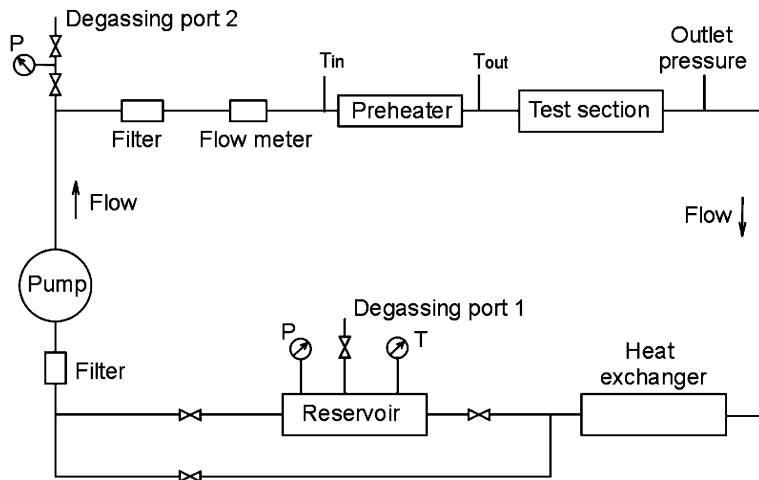 Degassing port 2
P
Outlet
pressure
Tin
Tout
Preheater
Test section
Filter
Flow meter
Flow
Flow
Pump
Degassing port 1
P
T
Filter
Heat
exchanger
Reservoir